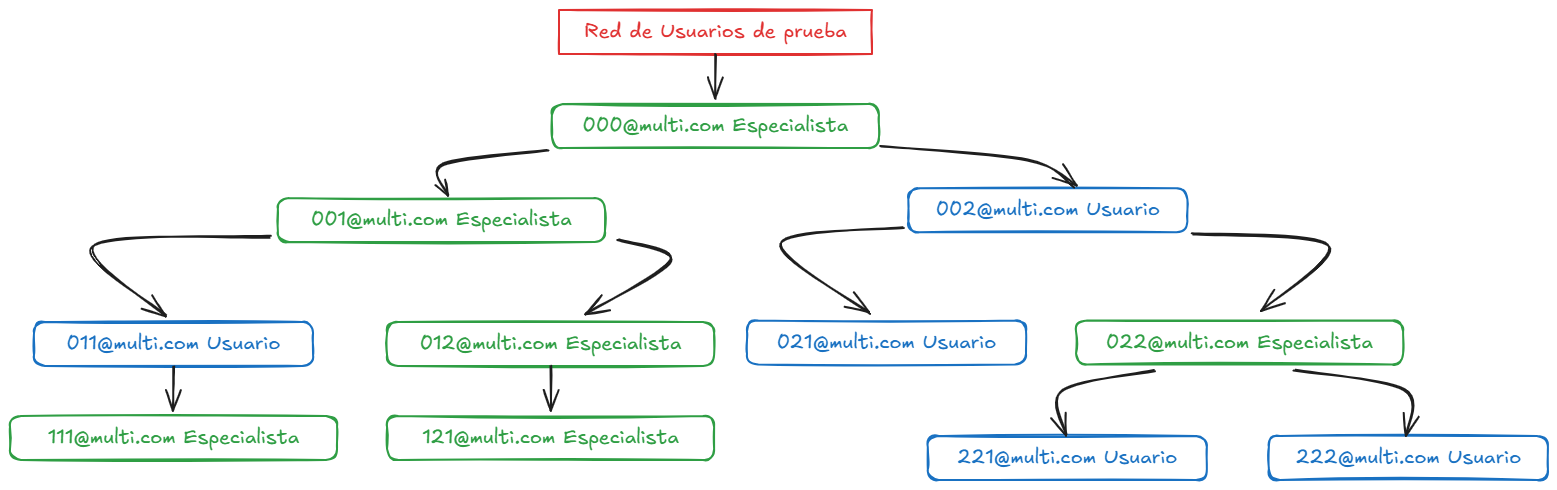 Red de Usuarios de prueba
000@multi.com Especialista
001@multi.com Especialista
002@multi.com Usuario
011@multi.com Usuario
012@multi.com Especialista
021@multi.com Usuario
022@multi.com Especialista
111@multi.com Especialista
121@multi.com Especialista
221@multi.com Usuario
222@multi.com Usuario